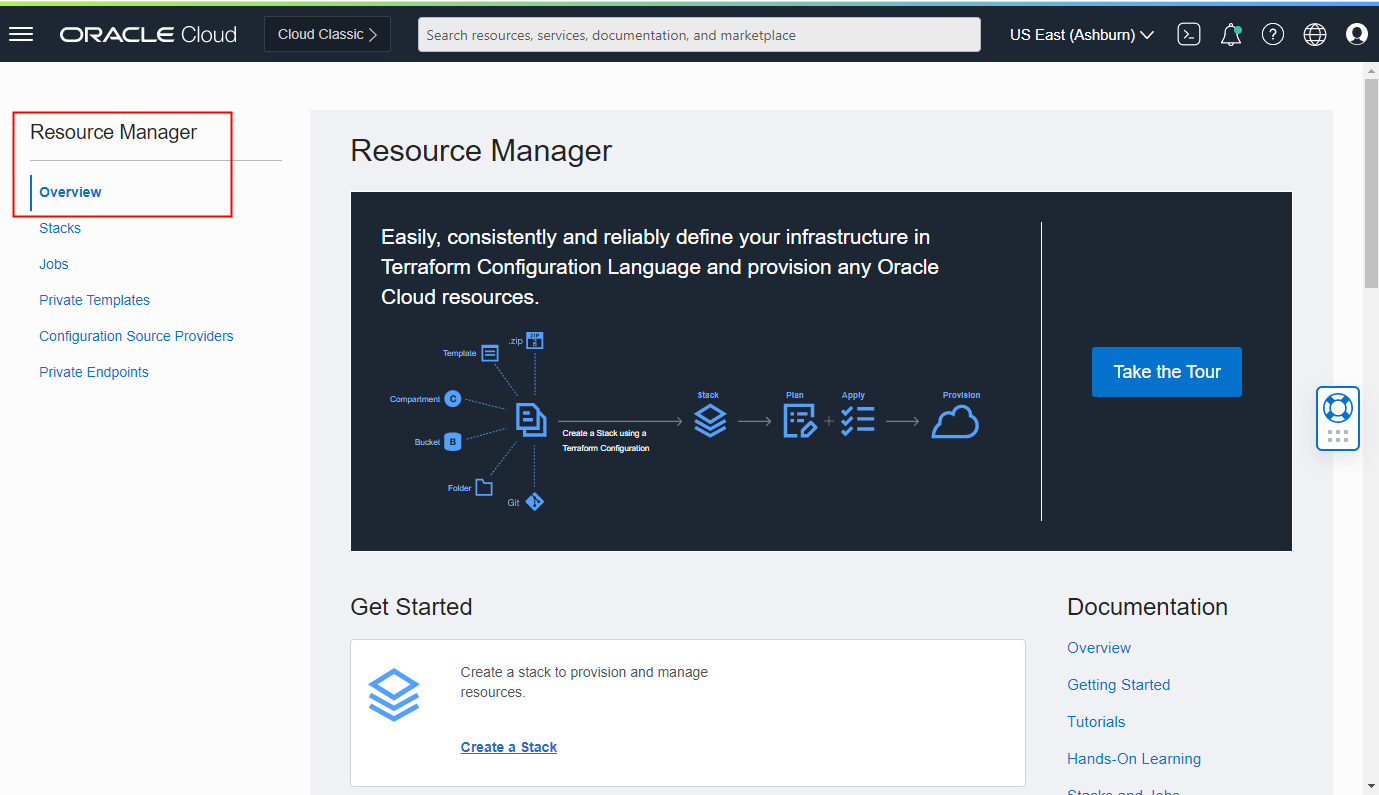 ORACLE Cloud
Cloud Classic
Search resources, services, documentation, and marketplace
US East (Ashburn)
Resource Manager
Overview
Stacks
Jobs
Private Templates
Configuration Source Providers
Private Endpoints
Resource Manager
Easily, consistently and reliably define your infrastructure in
Terraform Configuration Language and provision any Oracle
Cloud resources.
.zip
ZIP
Template
Compartment
C
Bucket
B
Folder
Git
Create a Stack using a
Terraform Configuration
Stack
Plan
Apply
Provision
Take the Tour
Get Started
Create a stack to provision and manage
resources.
Create a Stack
Documentation
Overview
Getting Started
Tutorials
Hands-On Learning
Stacks and Jobs